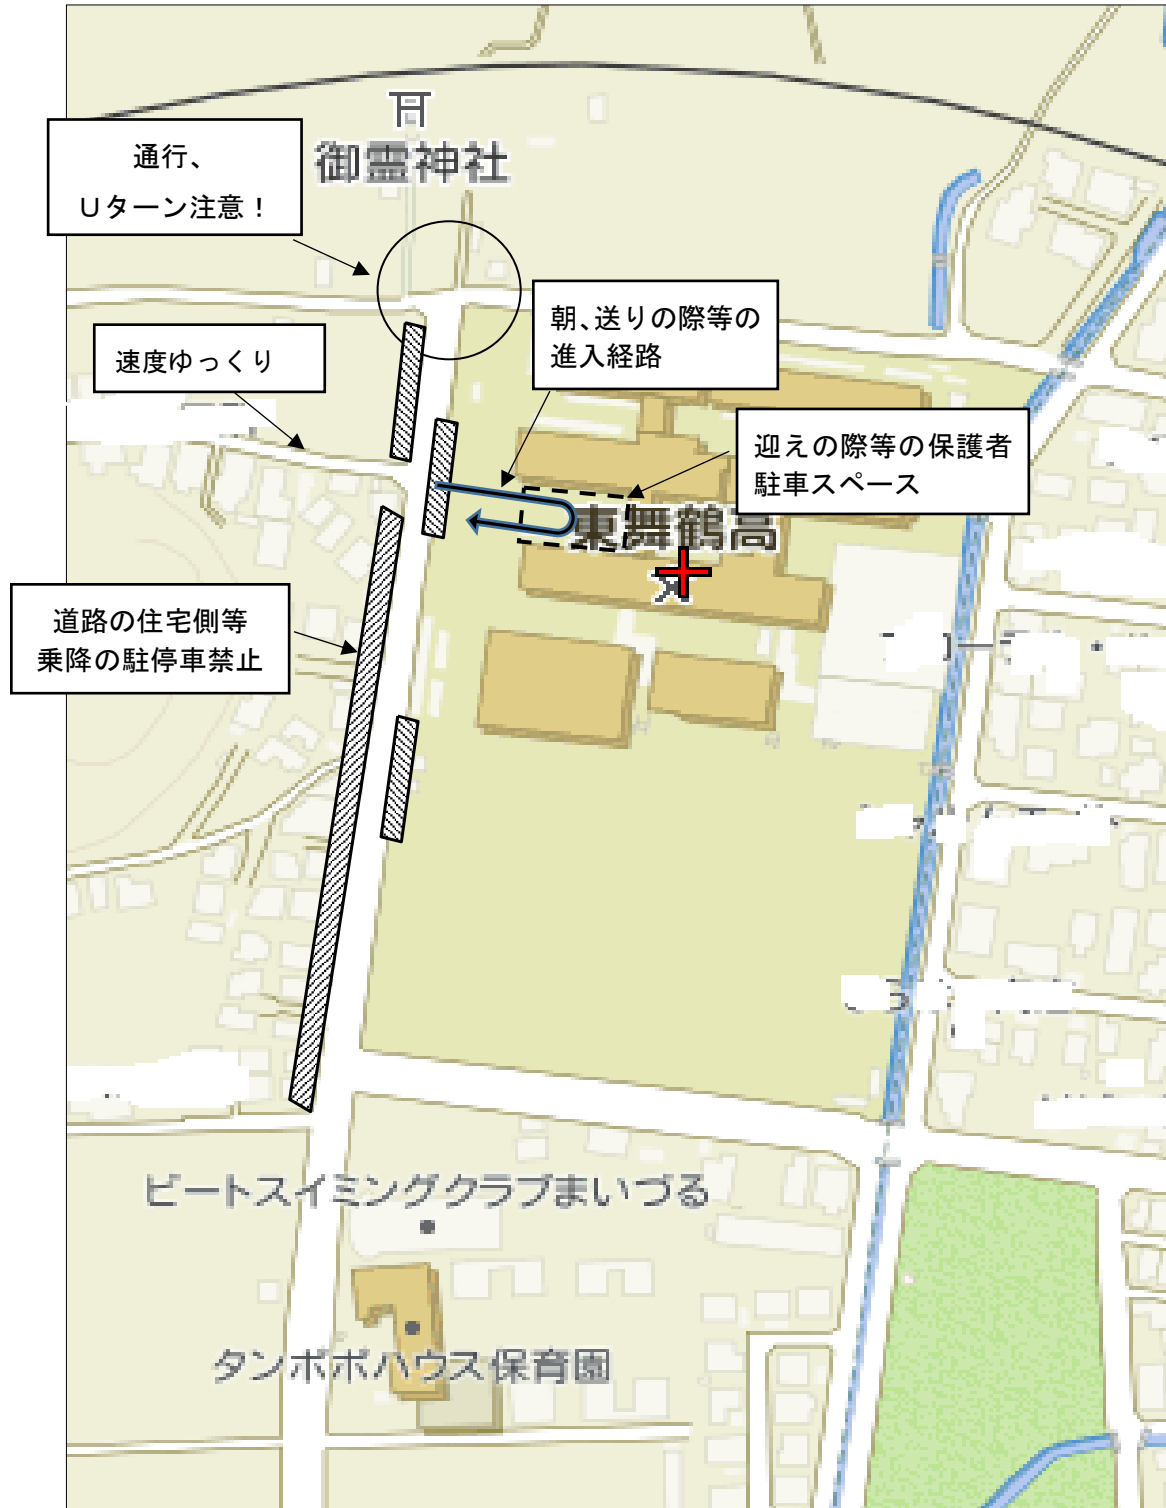 通行、
Uターン注意！
御霊神社
朝、送りの際等の
進入経路
速度ゆっくり
迎えの際等の保護者
駐車スペース
東舞鶴高
道路の住宅側等
乗降の駐停車禁止
ビートスイミングクラブまいづる
タンポポハウス保育園